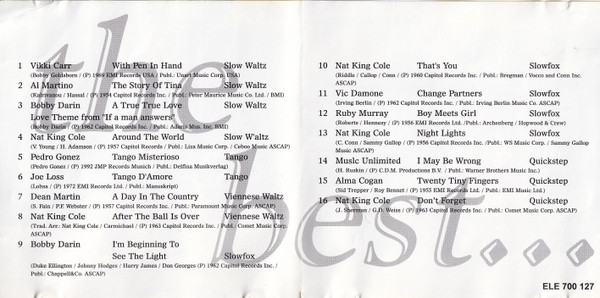 the
best...
1 Vikki Carr With Pen In Hand Slow Waltz
(Bobby Goldsboro / (P) 1969 EMI Records USA / Publ.: Unart Music Corp. USA)
2 Al Martino The Story Of Tina Slow Waltz
(Katrivanou / Hassal / (P) 1954 Capitol Records Inc. / Publ.: Peter Maurice Music Co. Ltd / BMI)
3 Bobby Darin A True True Love Slow Waltz
Love Theme from "If a man answers"
(Bobby Darin / (P) 1962 Capitol Records Inc. / Publ.: Adaris Mus. Inc. BMI)
4 Nat King Cole Around The World Slow Waltz
(V. Young / H. Adamson / (P) 1957 Capitol Records Inc. / Publ.: Liza Music Corp. / Ceboo Music ASCAP)
5 Pedro Gonez Tango Misterioso Tango
(Pedro Gonez / (P) 1992 JMP Records Munich / Publ.: Delfina Musikverlag)
6 Joe Loss Tango D'Amore Tango
(Lobsa / (P) 1972 EMI Records Ltd. / Publ.: Manuskript)
7 Dean Martin A Day In The Country Viennese Waltz
(S. Fain / P.F. Webster / (P) 1957 Capitol Records Inc. / Publ.: Paramount Music Corp. ASCAP)
8 Nat King Cole After The Ball Is Over Viennese Waltz
(Trad. Arr: Nat King Cole / Carmichael / (P) 1963 Capitol Records Inc. / Publ.: Comet Music Corp.
ASCAP)
9 Bobby Darin I'm Beginning To
See The Light Slowfox
(Duke Ellington / Johnny Hodges / Harry James / Don Georges (P) 1962 Capitol Records Inc. /
Publ.: Chappell&Co. ASCAP)
10 Nat King Cole That's You Slowfox
(Riddle / Callop / Conn / (P) 1960 Capitol Records Inc. / Publ.: Bregman / Vocco and Conn Inc.
ASCAP)
11 Vic Damone Change Partners Slowfox
(Irving Berlin / (P) 1962 Capitol Records Inc. / Publ.: Irving Berlin Music Co. ASCAP)
12 Ruby Murray Boy Meets Girl Slowfox
(Roberts / Hennesy / (P) 1956 EMI Records Ltd. / Publ.: Archenberg / Hopwood & Crew)
13 Nat King Cole Night Lights Slowfox
(C. Conn / Sammy Gallop / (P) 1956 Capitol Records Inc. / Publ.: WS Music Corp. / Sammy Gallop
Music ASCAP)
14 Music Unlimited I May Be Wrong Quickstep
(H. Ruskin / (P) C.D.M. Productions B.V. / Publ.: Warner Brothers Music Inc.)
15 Alma Cogan Twenty Tiny Fingers Quickstep
(Sid Trepper / Roy Bennet / (P) 1955 EMI Records Ltd. / Publ.: EMI Music Ltd.)
16 Nat King Cole Don't Forget Quickstep
(J. Sherman / G.D. Weise / (P) 1963 Capitol Records Inc. / Publ.: Comet Music Corp. ASCAP)
ELE 700 127